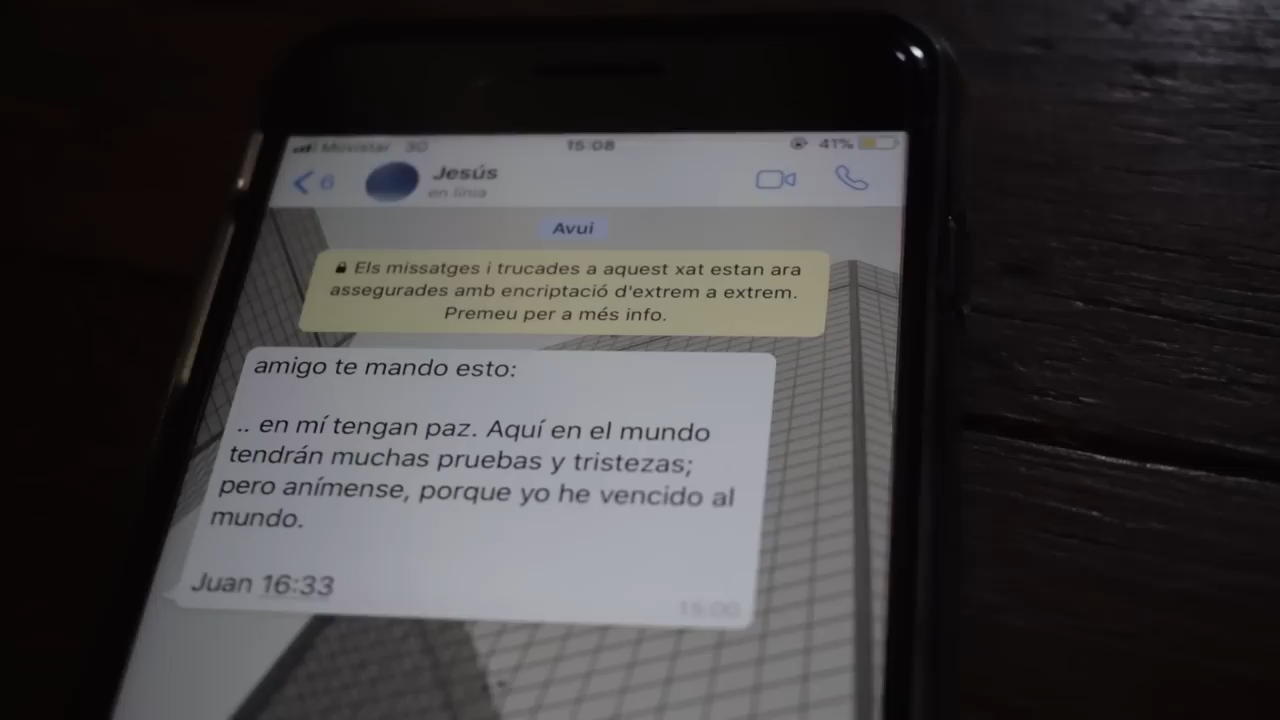 Movistar 3G 15:08 41%
6 Jesús
en línia
Avui
Els missatges i trucades a aquest xat estan ara
assegurades amb encriptació d'extrem a extrem.
Premeu per a més info.
amigo te mando esto:
.. en mí tengan paz. Aquí en el mundo
tendrán muchas pruebas y tristezas;
pero anímense, porque yo he vencido al
mundo.
Juan 16:33